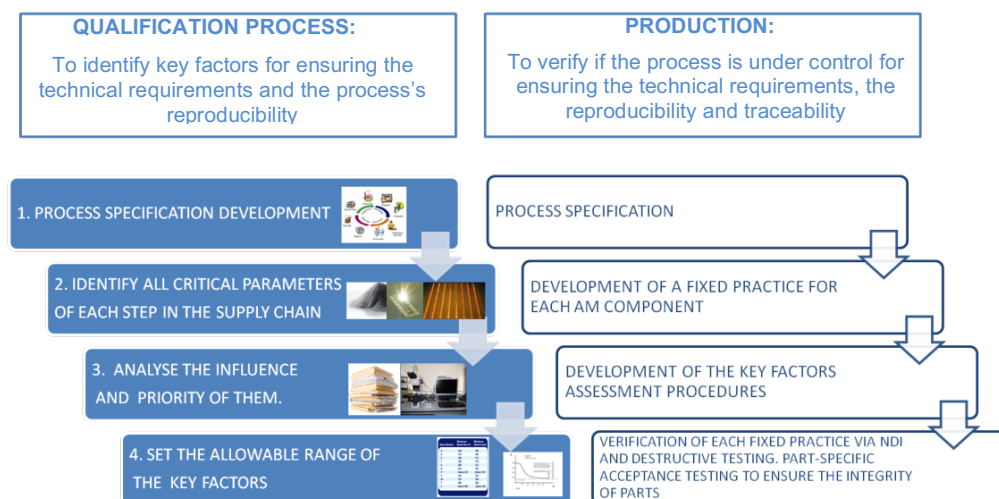 QUALIFICATION PROCESS:
To identify key factors for ensuring the
technical requirements and the process's
reproducibility
PRODUCTION:
To verify if the process is under control for
ensuring the technical requirements, the
reproducibility and traceability
1. PROCESS SPECIFICATION DEVELOPMENT
2. IDENTIFY ALL CRITICAL PARAMETERS
OF EACH STEP IN THE SUPPLY CHAIN
3. ANALYSE THE INFLUENCE
AND PRIORITY OF THEM.
4. SET THE ALLOWABLE RANGE OF
THE KEY FACTORS
PROCESS SPECIFICATION
DEVELOPMENT OF A FIXED PRACTICE FOR
EACH AM COMPONENT
DEVELOPMENT OF THE KEY FACTORS
ASSESSMENT PROCEDURES
VERIFICATION OF EACH FIXED PRACTICE VIA NDI
AND DESTRUCTIVE TESTING. PART-SPECIFIC
ACCEPTANCE TESTING TO ENSURE THE INTEGRITY
OF PARTS